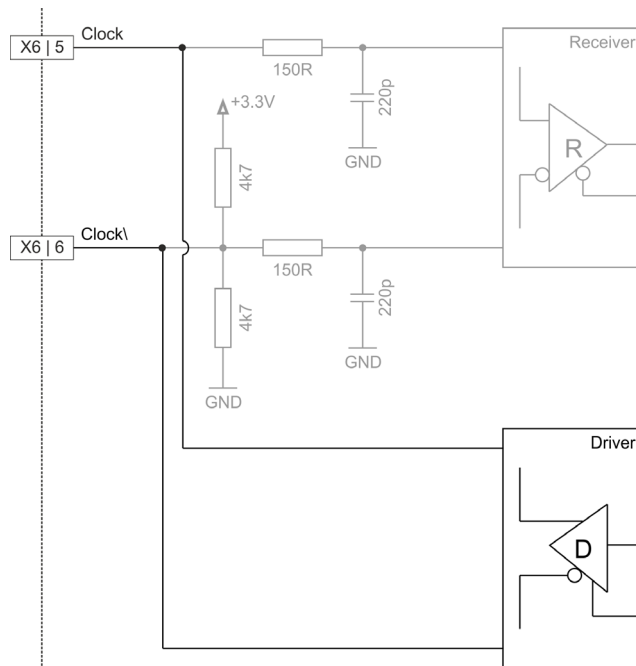 X6 | 5
Clock
Receiver
150R
220p
+3.3V
GND
R
4k7
X6 | 6
Clock\
150R
220p
4k7
GND
GND
Driver
D